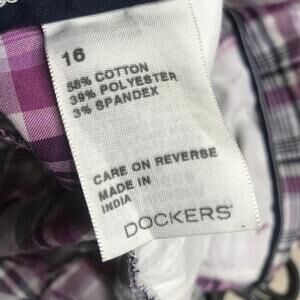 16
58% COTTON
39% POLYESTER
3% SPANDEX
CARE ON REVERSE
MADE IN
INDIA
DOCKERS®